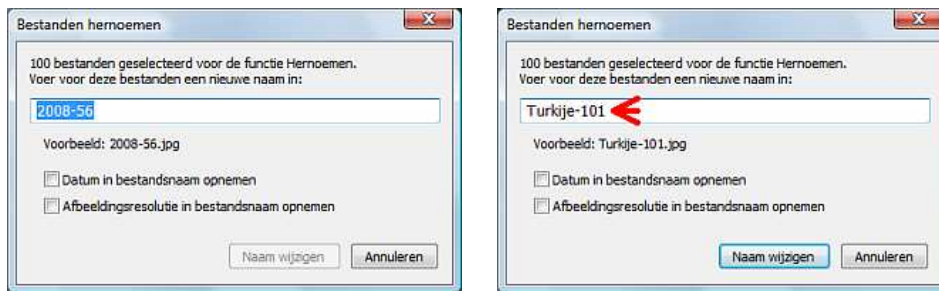 Bestanden hernoemen
100 bestanden geselecteerd voor de functie Hernoemen.
Voer voor deze bestanden een nieuwe naam in:
2008-56
Voorbeeld: 2008-56.jpg
Datum in bestandsnaam opnemen
Afbeeldingsresolutie in bestandsnaam opnemen
Naam wijzigen Annuleren
Bestanden hernoemen
100 bestanden geselecteerd voor de functie Hernoemen.
Voer voor deze bestanden een nieuwe naam in:
Turkije-101
Voorbeeld: Turkije-101.jpg
Datum in bestandsnaam opnemen
Afbeeldingsresolutie in bestandsnaam opnemen
Naam wijzigen Annuleren